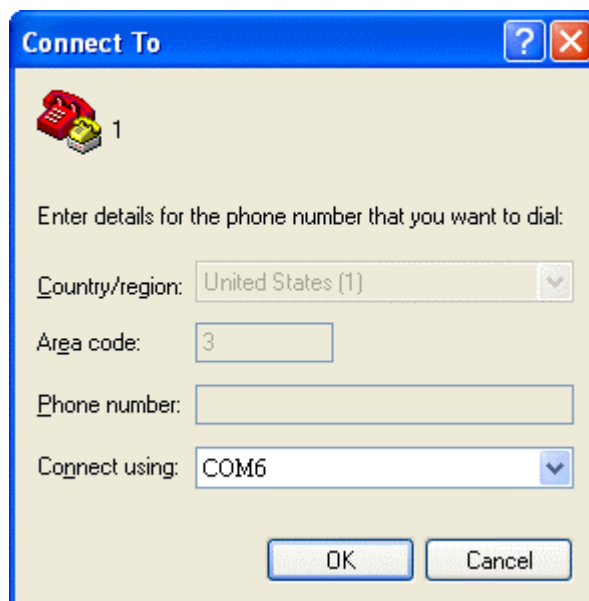 Connect To
1
Enter details for the phone number that you want to dial:
Country/region: United States (1)
Area code: 3
Phone number:
Connect using: COM6
OK Cancel